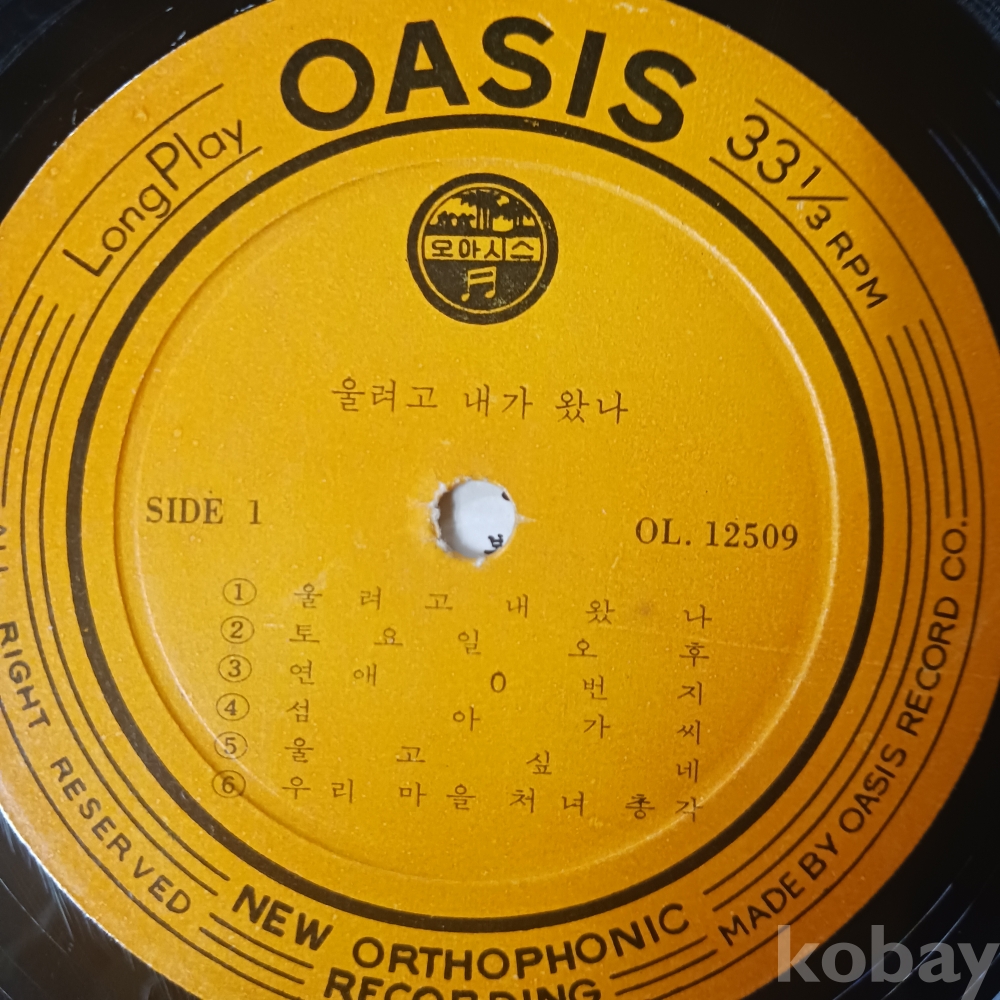 OASIS
Long Play
33 1/3 RPM
오아시스
울려고 내가 왔나
SIDE 1
OL. 12509
① 울려고내왔나
② 토요일오후
③ 연애 0번지
④ 섬아가씨
⑤ 울고싶네
⑥ 우리 마을 처녀 총각
ALL RIGHT RESERVED
NEW ORTHOPHONIC
RECORDING
MADE BY OASIS RECORD CO.
kobay